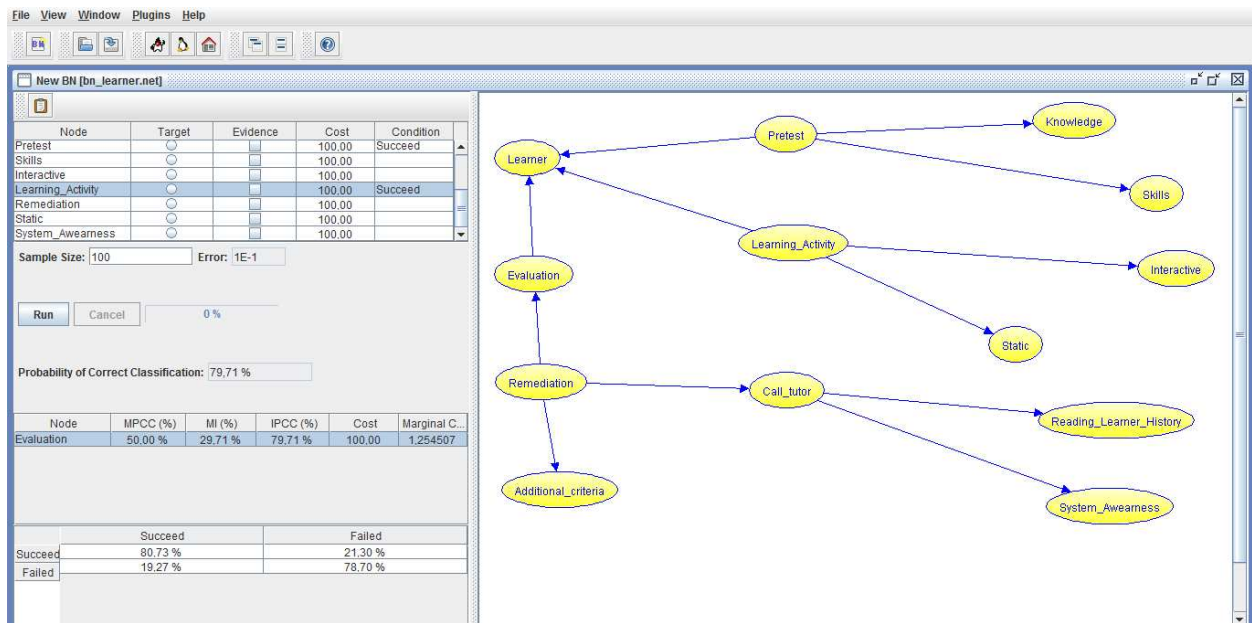 File View Window Plugins Help
BN
New BN [bn_learner.net]
Node Target Evidence Cost Condition
Pretest 100,00 Succeed
Skills 100,00
Interactive 100,00
Learning_Activity 100,00 Succeed
Remediation 100,00
Static 100,00
System_Awearness 100,00
Sample Size: 100 Error: 1E-1
Run Cancel 0 %
Probability of Correct Classification: 79,71 %
Node MPCC (%) MI (%) IPCC (%) Cost Marginal C...
Evaluation 50,00 % 29,71 % 79,71 % 100,00 1,254507
Succeed Failed
Succeed 80,73 % 21,30 %
Failed 19,27 % 78,70 %
Knowledge
Pretest
Learner
Skills
Learning_Activity
Interactive
Evaluation
Static
Remediation
Call_tutor
Reading_Learner_History
Additional_criteria
System_Awearness